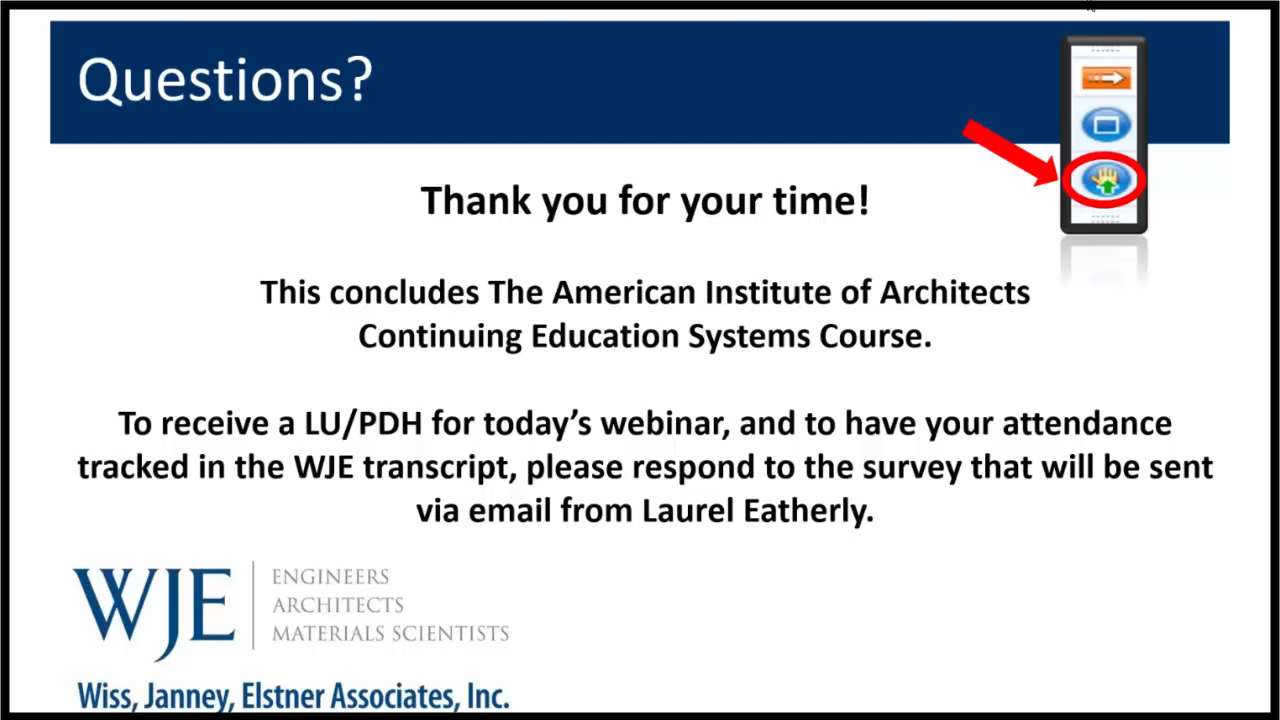 Questions?
Thank you for your time!
This concludes The American Institute of Architects
Continuing Education Systems Course.
To receive a LU/PDH for today’s webinar, and to have your attendance
tracked in the WJE transcript, please respond to the survey that will be sent
via email from Laurel Eatherly.
WJE
ENGINEERS
ARCHITECTS
MATERIALS SCIENTISTS
Wiss, Janney, Elstner Associates, Inc.